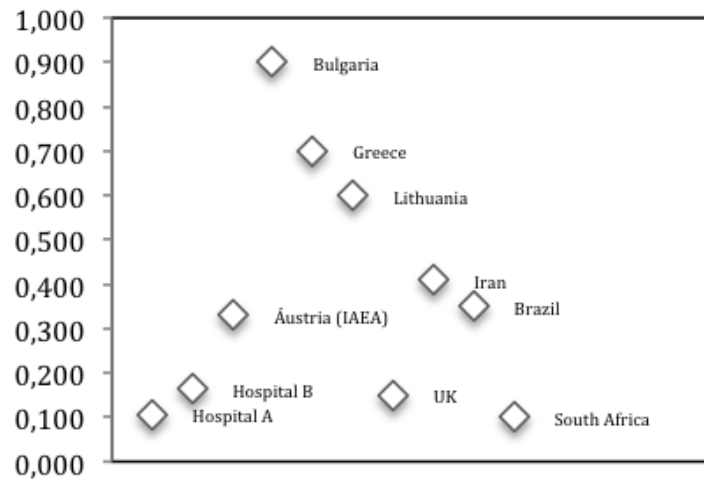 1,000
0,900
Bulgaria
0,800
0,700
Greece
0,600
Lithuania
0,500
0,400
Iran
Brazil
0,300
Áustria (IAEA)
0,200
Hospital B
UK
0,100
Hospital A
South Africa
0,000